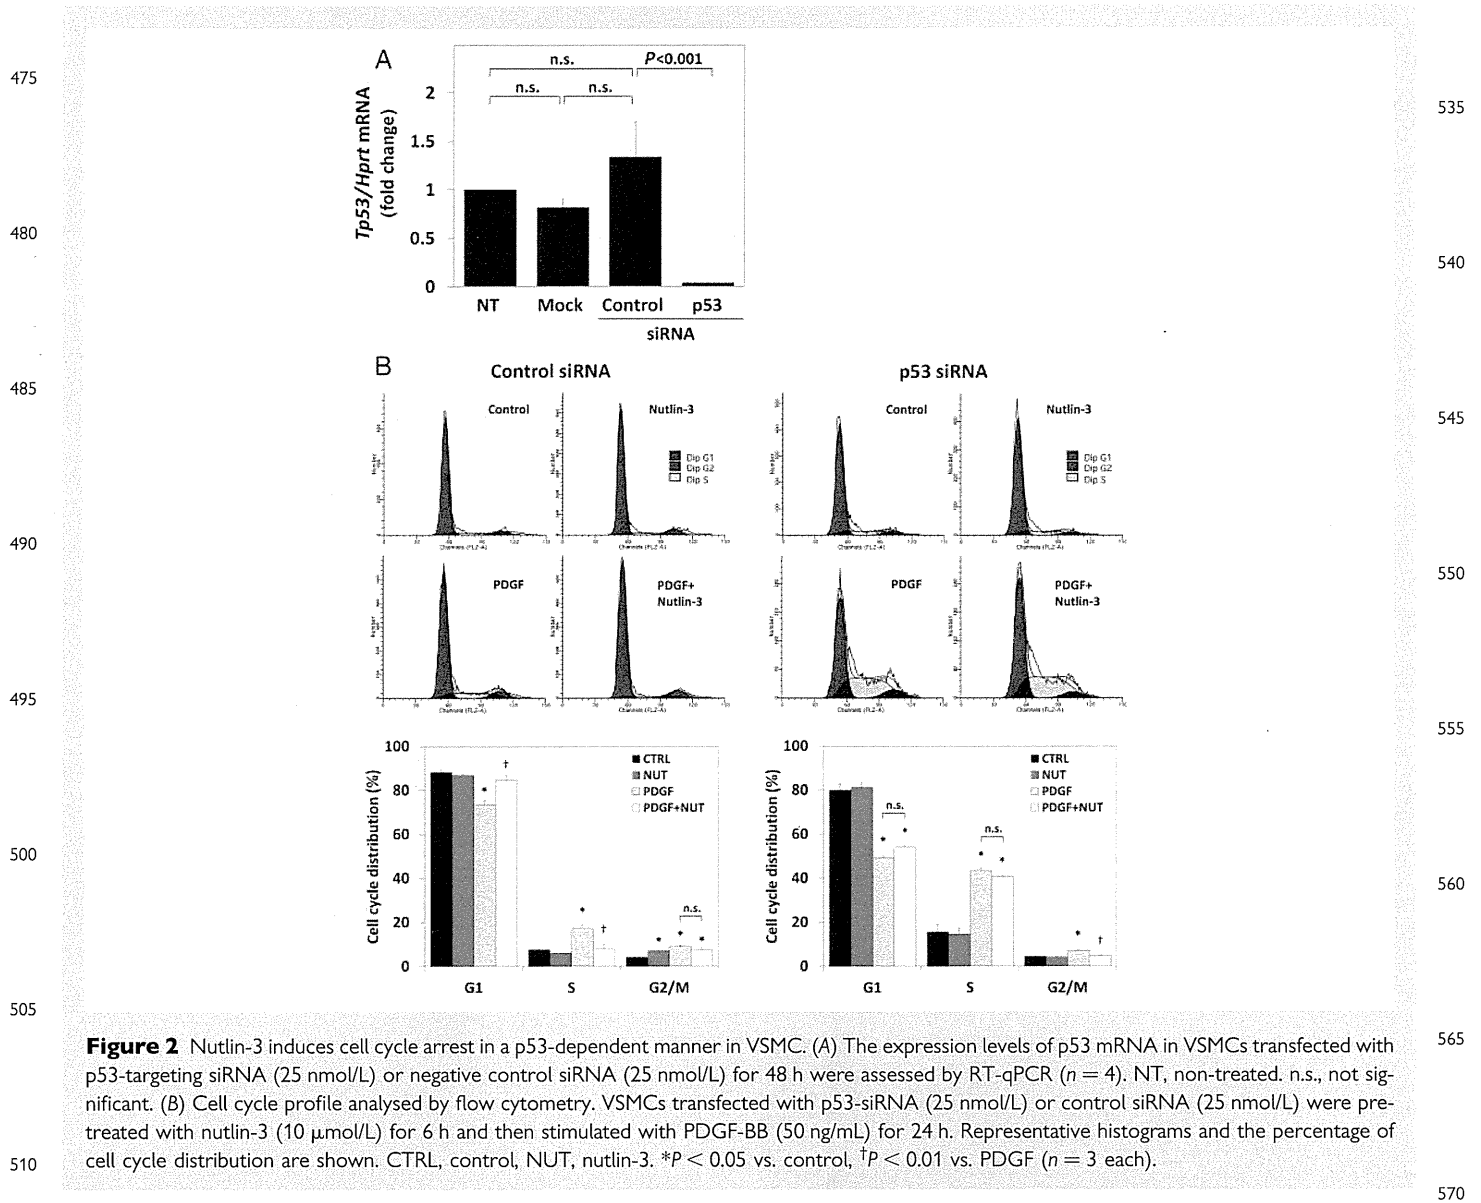 475
480
485
490
495
500
505
510
535
540
545
550
555
560
565
570
A
Tp53/Hprt mRNA
(fold change)
2
1.5
1
0.5
0
n.s.
P<0.001
n.s.
n.s.
NT
Mock
Control
p53
siRNA
B
Control siRNA
p53 siRNA
Control
Nutlin-3
Dip G1
Dip G2
Dip S
Control
Nutlin-3
Dip G1
Dip G2
Dip S
Number
Channels (FL2-A)
PDGF
PDGF+
Nutlin-3
PDGF
PDGF+
Nutlin-3
Cell cycle distribution (%)
100
80
60
40
20
0
CTRL
NUT
PDGF
PDGF+NUT
*
†
*
†
*
*
*
n.s.
G1
S
G2/M
Cell cycle distribution (%)
100
80
60
40
20
0
CTRL
NUT
PDGF
PDGF+NUT
n.s.
*
*
n.s.
*
*
*
†
G1
S
G2/M
Figure 2 Nutlin-3 induces cell cycle arrest in a p53-dependent manner in VSMC. (A) The expression levels of p53 mRNA in VSMCs transfected with
p53-targeting siRNA (25 nmol/L) or negative control siRNA (25 nmol/L) for 48 h were assessed by RT-qPCR (n = 4). NT, non-treated. n.s., not sig-
nificant. (B) Cell cycle profile analysed by flow cytometry. VSMCs transfected with p53-siRNA (25 nmol/L) or control siRNA (25 nmol/L) were pre-
treated with nutlin-3 (10 μmol/L) for 6 h and then stimulated with PDGF-BB (50 ng/mL) for 24 h. Representative histograms and the percentage of
cell cycle distribution are shown. CTRL, control, NUT, nutlin-3. *P < 0.05 vs. control, †P < 0.01 vs. PDGF (n = 3 each).